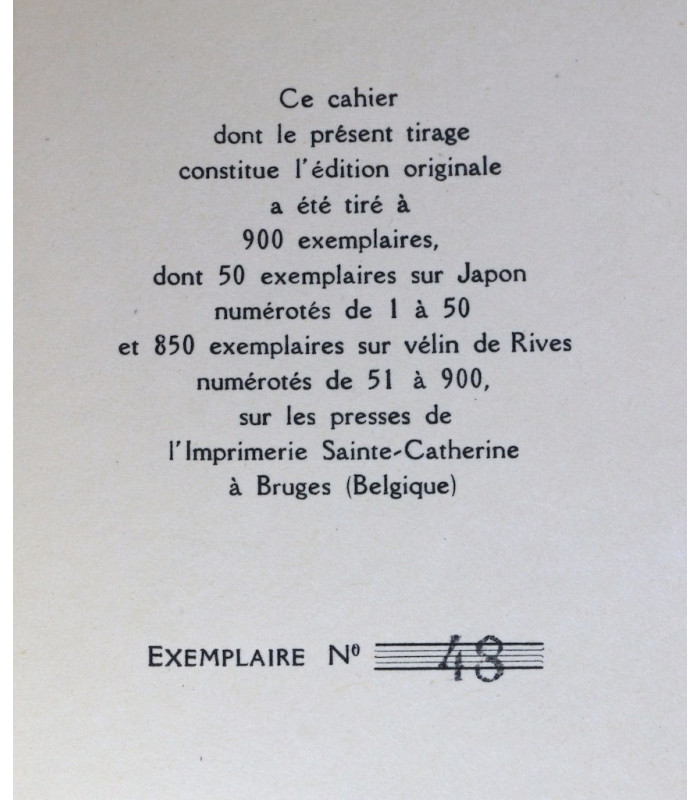 Ce cahier
dont le présent tirage
constitue l'édition originale
a été tiré à
900 exemplaires,
dont 50 exemplaires sur Japon
numérotés de 1 à 50
et 850 exemplaires sur vélin de Rives
numérotés de 51 à 900,
sur les presses de
l'Imprimerie Sainte-Catherine
à Bruges (Belgique)
EXEMPLAIRE Nº 48